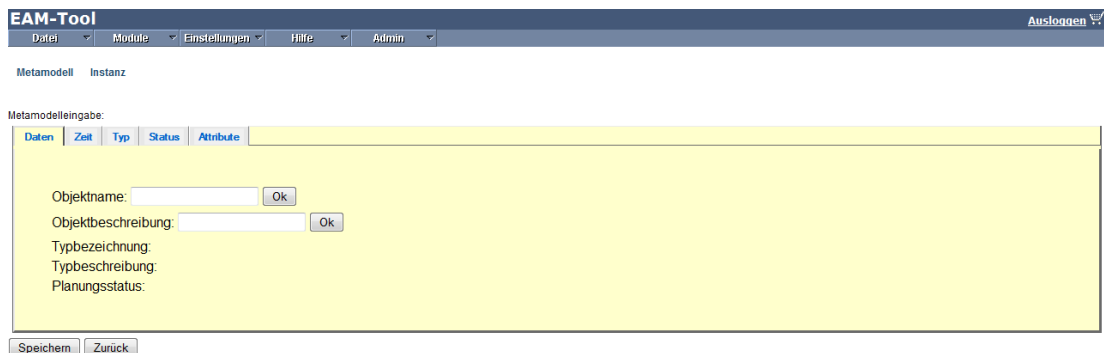 EAM-Tool
Ausloggen
Datei Module Einstellungen Hilfe Admin
Metamodell Instanz
Metamodelleingabe:
Daten Zeit Typ Status Attribute
Objektname: Ok
Objektbeschreibung: Ok
Typbezeichnung:
Typbeschreibung:
Planungsstatus:
Speichern Zurück